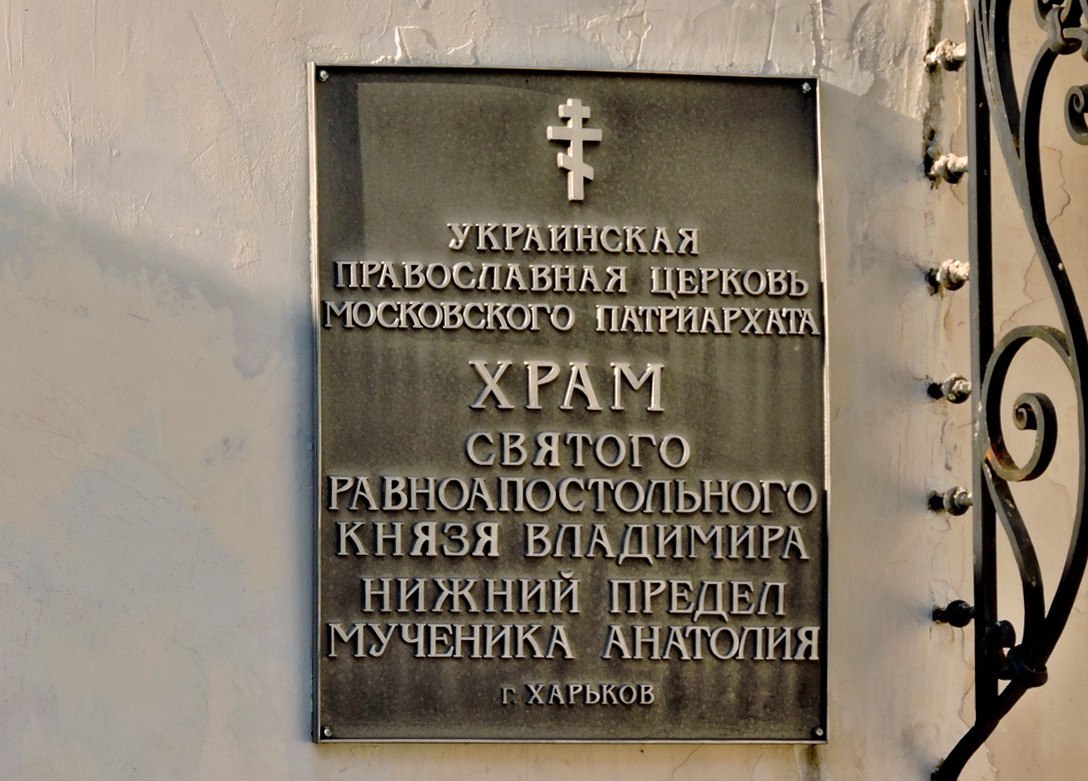 УКРАИНСКАЯ
ПРАВОСЛАВНАЯ ЦЕРКОВЬ
МОСКОВСКОГО ПАТРИАРХАТА
ХРАМ
СВЯТОГО
РАВНОАПОСТОЛЬНОГО
КНЯЗЯ ВЛАДИМИРА
НИЖНИЙ ПРЕДЕЛ
МУЧЕНИКА АНАТОЛИЯ
г. ХАРЬКОВ